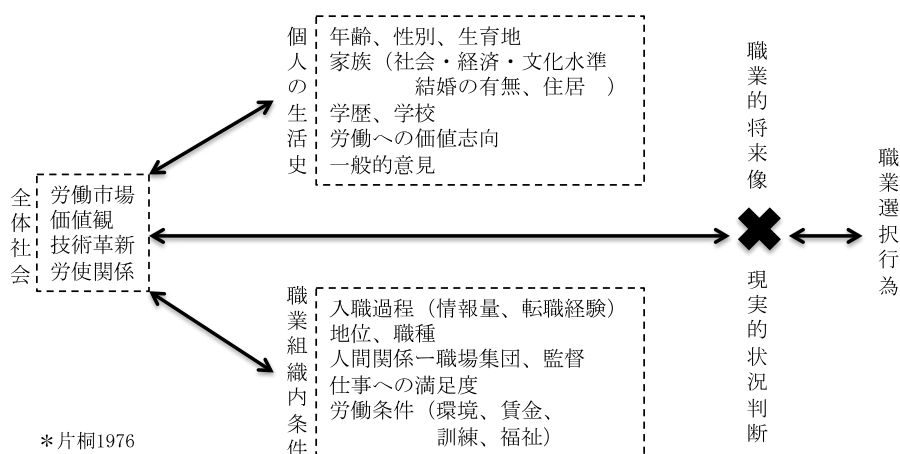 全体社会
労働市場
価値観
技術革新
労使関係
個人の生活史
年齢、性別、生育地
家族（社会・経済・文化水準
結婚の有無、住居　）
学歴、学校
労働への価値志向
一般的意見
職業組織内条件
入職過程（情報量、転職経験）
地位、職種
人間関係ー職場集団、監督
仕事への満足度
労働条件（環境、賃金、
訓練、福祉）
職業的将来像
現実的状況判断
職業選択行為
＊片桐1976